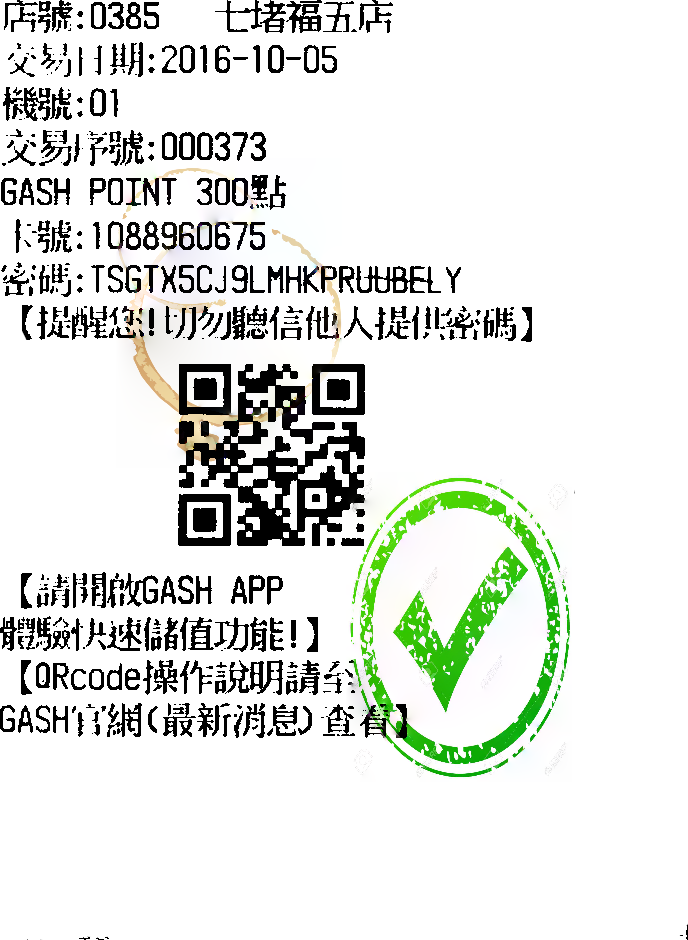 店號:0385 七堵福五店
交易日期:2016-10-05
機號:01
交易序號:000373
GASH POINT 300點
卡號:1088960675
密碼:TSGTX5CJ9LMHKPRUUBELY
【提醒您!切勿聽信他人提供密碼】
【請開啟GASH APP
體驗快速儲值功能!】
【QRcode操作說明請至
GASH官網(最新消息)查看】